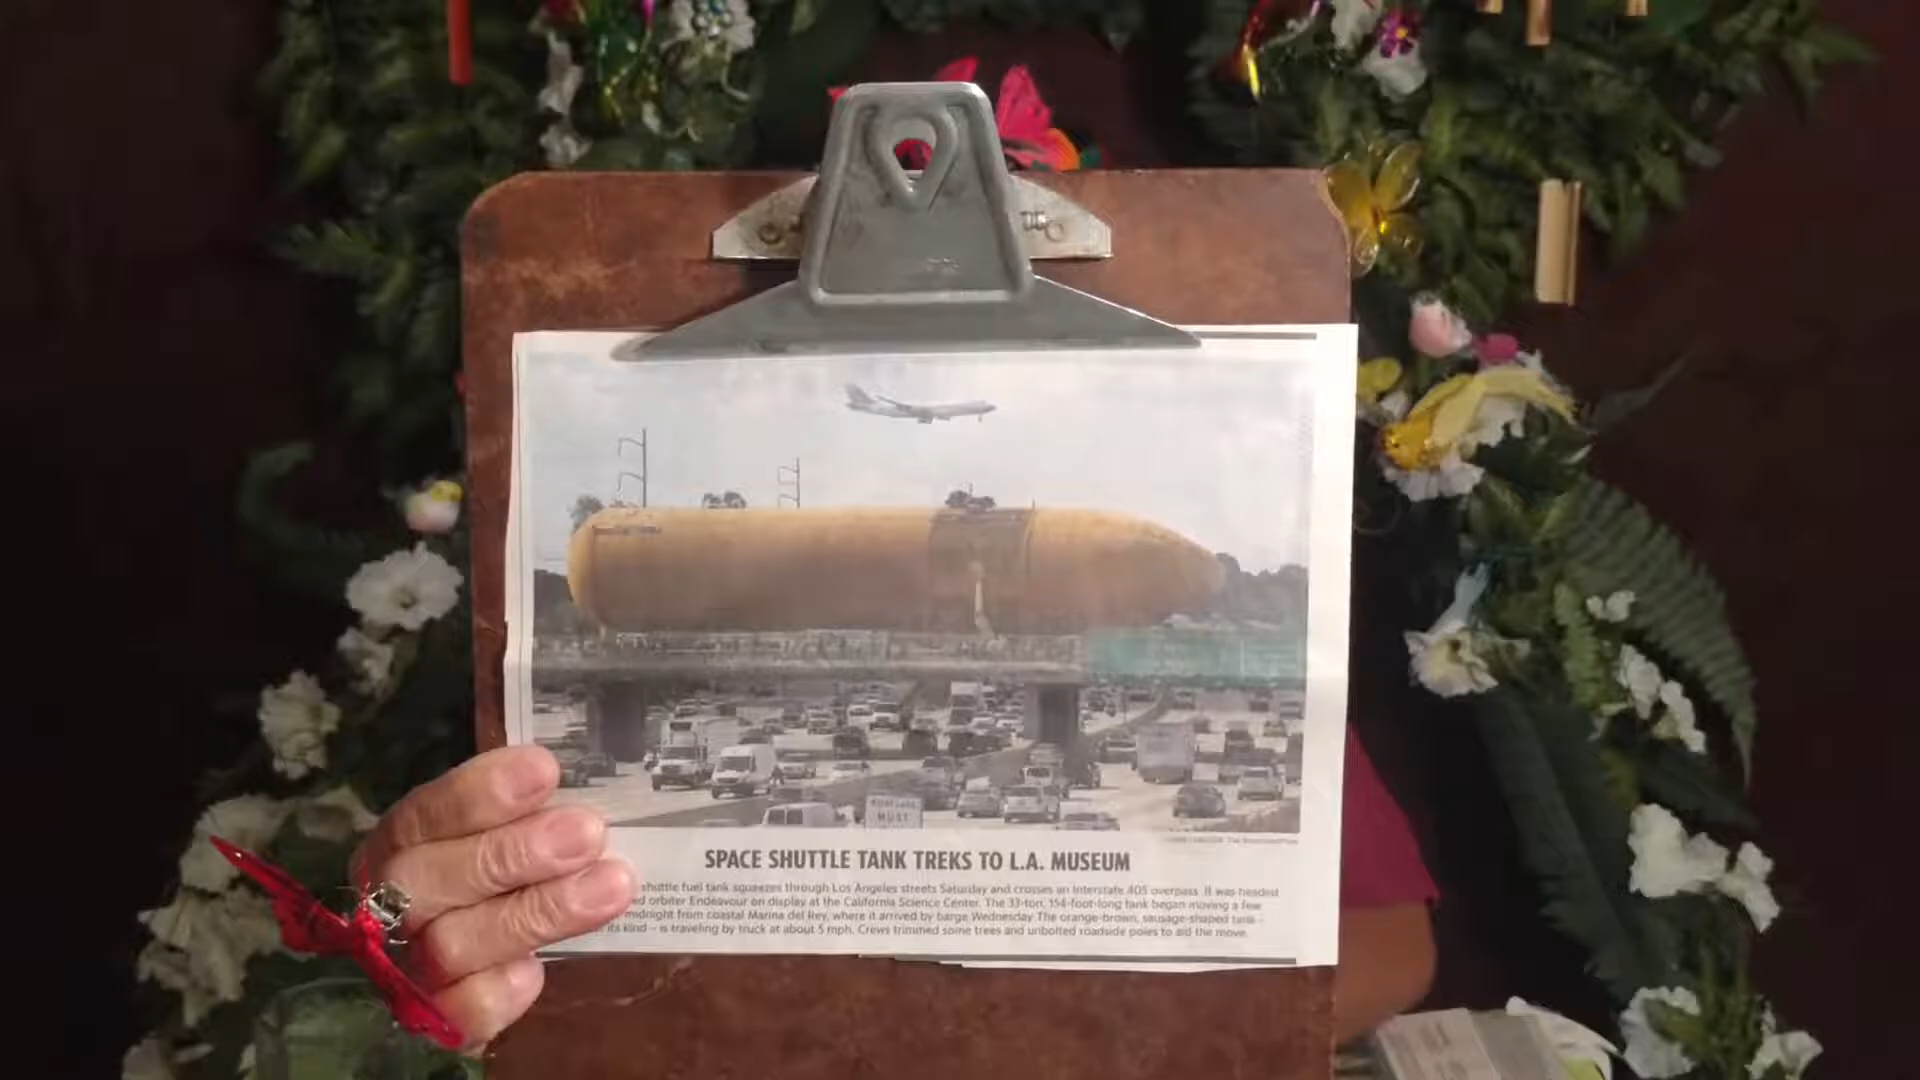 MUST
SPACE SHUTTLE TANK TREKS TO L.A. MUSEUM
shuttle fuel tank squeezes through Los Angeles streets Saturday and crosses an Interstate 405 overpass. It was headed
orbiter Endeavour on display at the California Science Center. The 33-ton, 154-foot-long tank began moving a few
midnight from coastal Marina del Rey, where it arrived by barge Wednesday. The orange-brown, sausage-shaped tank –
its kind – is traveling by truck at about 5 mph. Crews trimmed some trees and unbolted roadside poles to aid the move.